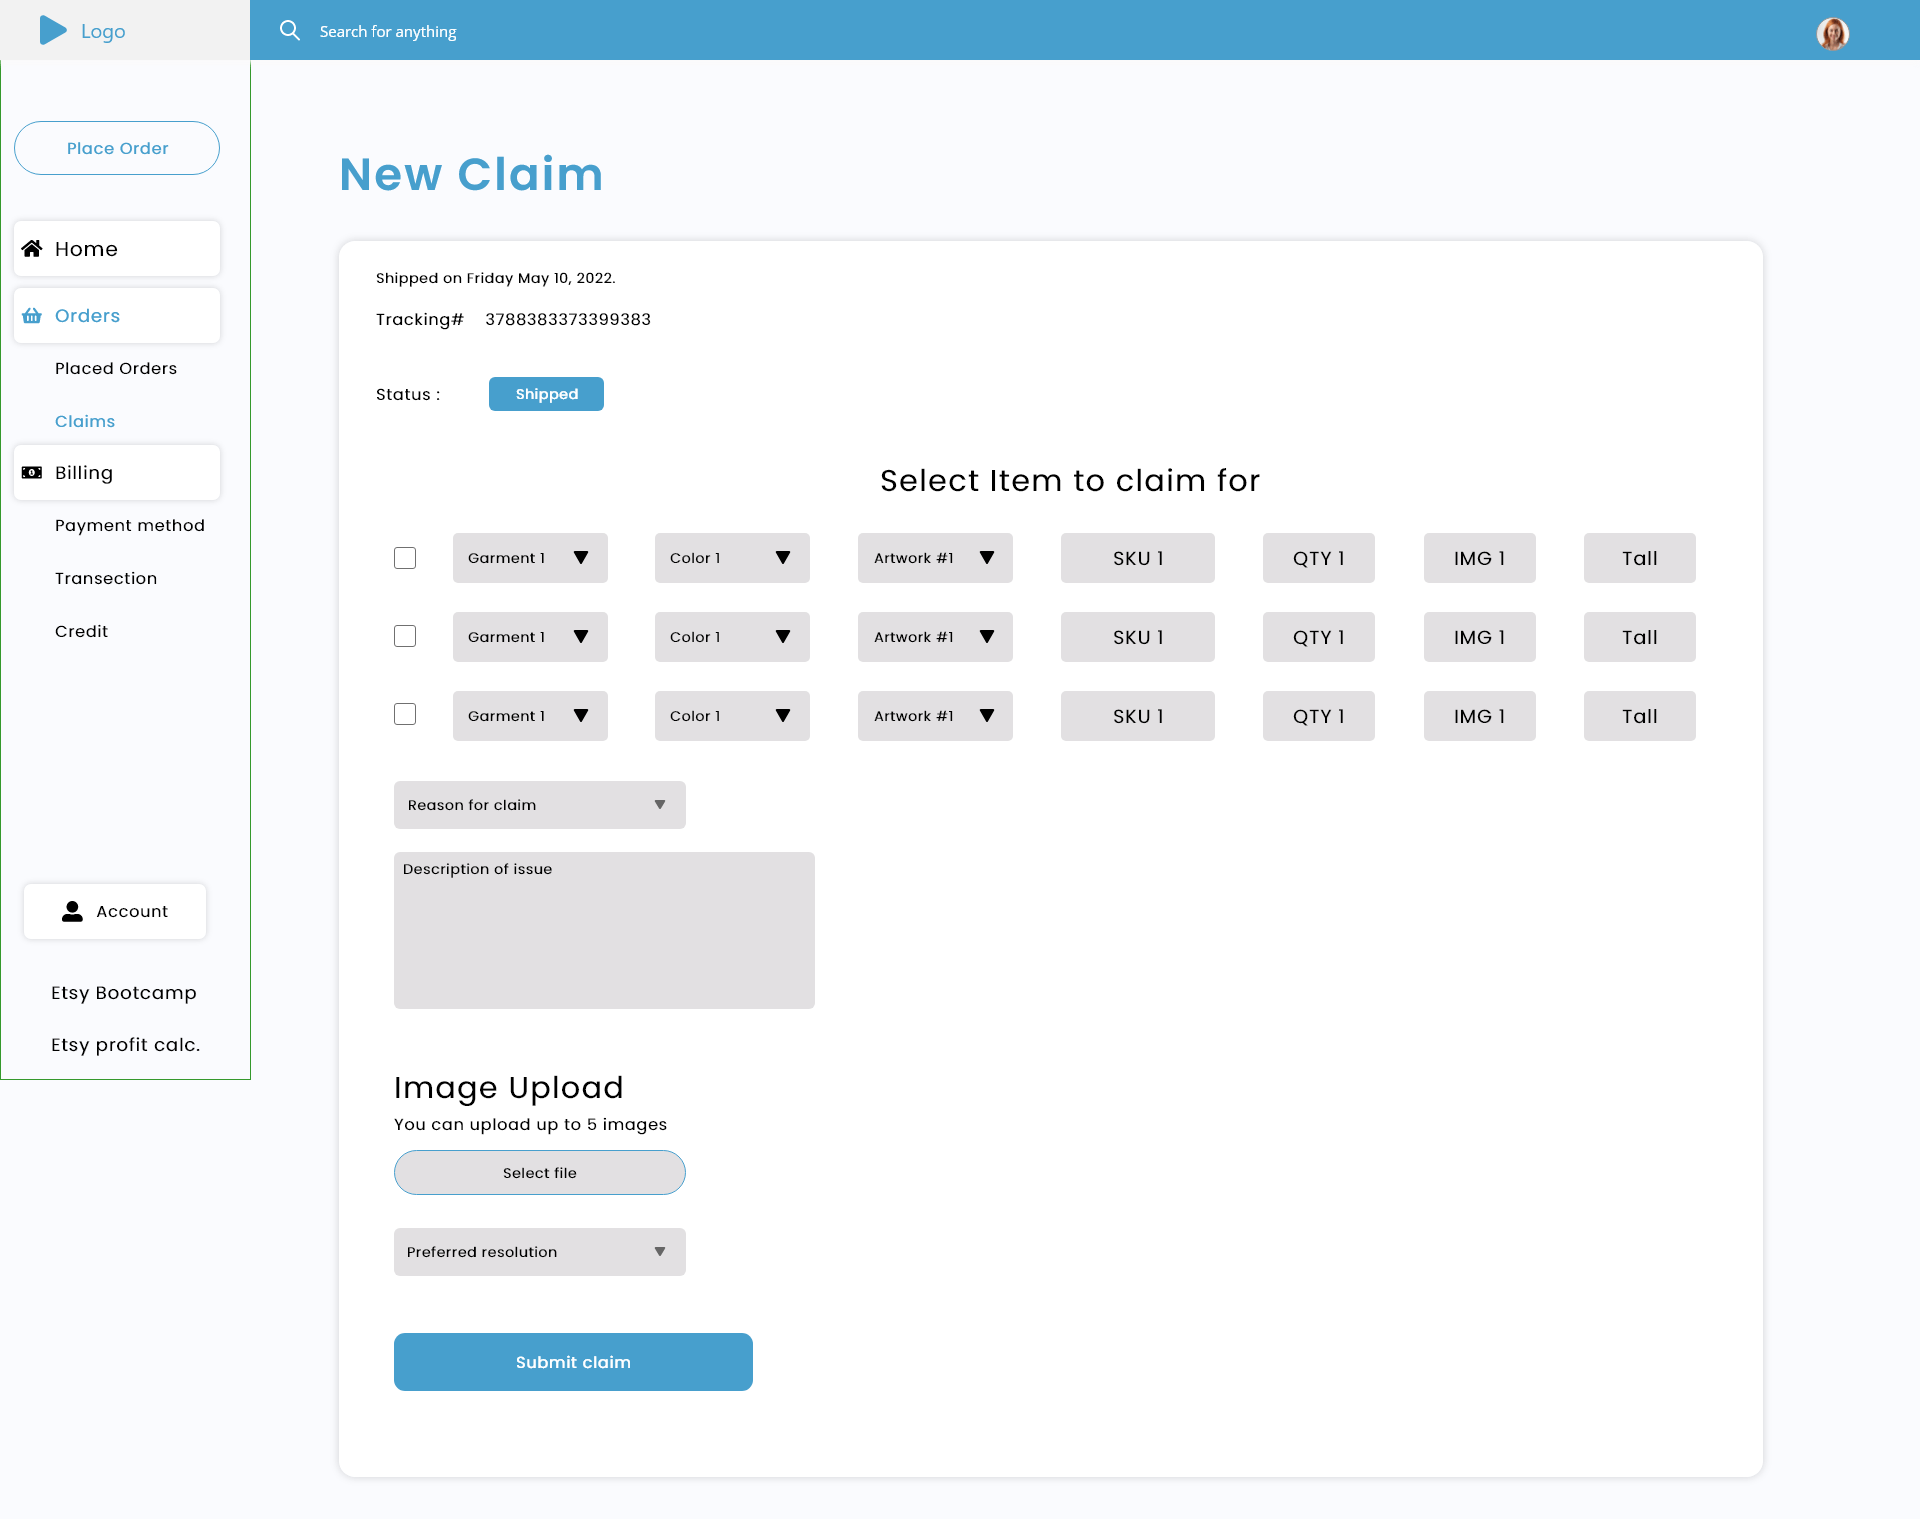 Logo
Search for anything
Place Order
Home
Orders
Placed Orders
Claims
Billing
Payment method
Transection
Credit
Account
Etsy Bootcamp
Etsy profit calc.
New Claim
Shipped on Friday May 10, 2022.
Tracking# 3788383373399383
Status : Shipped
Select Item to claim for
Garment 1 Color 1 Artwork #1 SKU 1 QTY 1 IMG 1 Tall
Garment 1 Color 1 Artwork #1 SKU 1 QTY 1 IMG 1 Tall
Garment 1 Color 1 Artwork #1 SKU 1 QTY 1 IMG 1 Tall
Reason for claim
Description of issue
Image Upload
You can upload up to 5 images
Select file
Preferred resolution
Submit claim